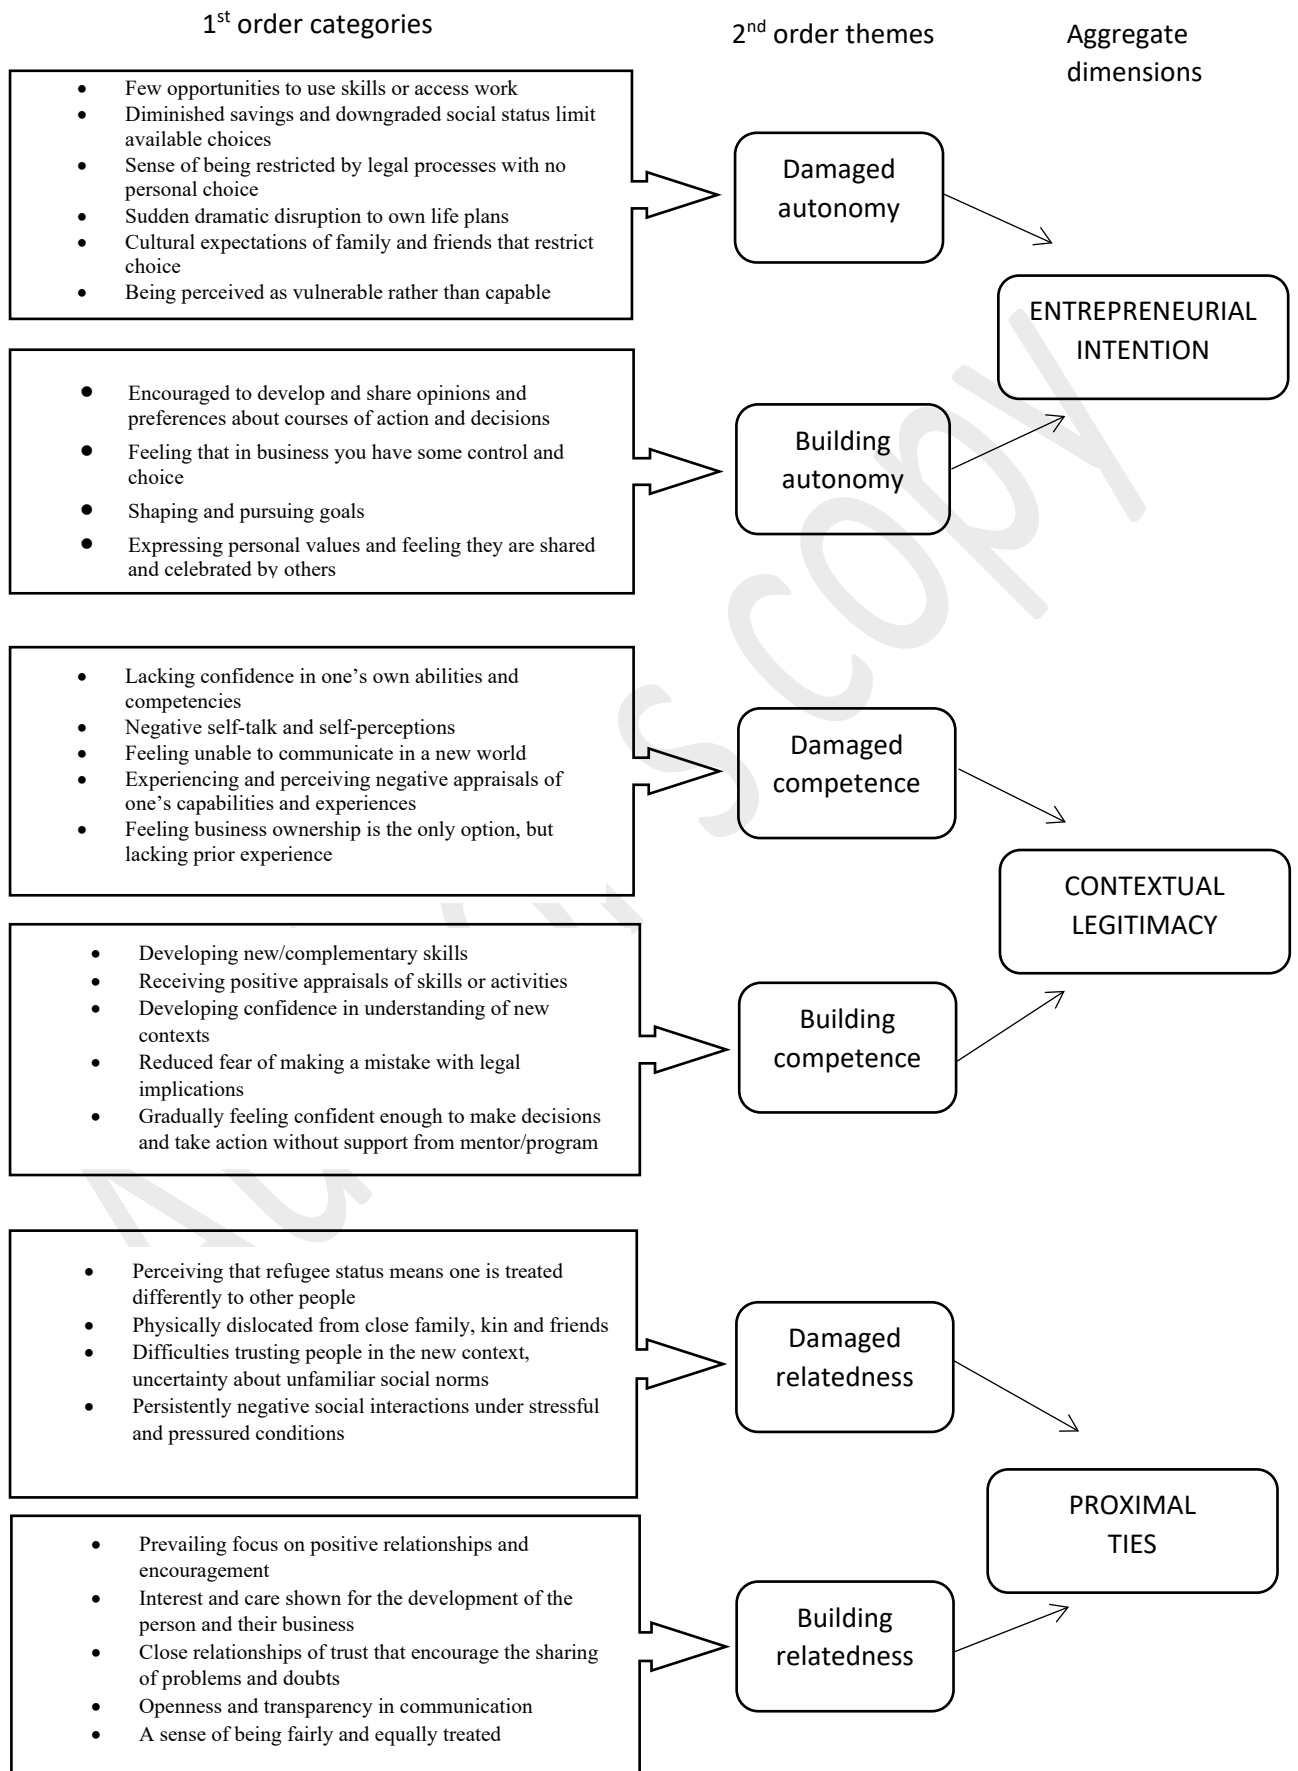 1st order categories
2nd order themes
Aggregate
dimensions
• Few opportunities to use skills or access work
• Diminished savings and downgraded social status limit
available choices
• Sense of being restricted by legal processes with no
personal choice
• Sudden dramatic disruption to own life plans
• Cultural expectations of family and friends that restrict
choice
• Being perceived as vulnerable rather than capable
Damaged
autonomy
ENTREPRENEURIAL
INTENTION
• Encouraged to develop and share opinions and
preferences about courses of action and decisions
• Feeling that in business you have some control and
choice
• Shaping and pursuing goals
• Expressing personal values and feeling they are shared
and celebrated by others
Building
autonomy
• Lacking confidence in one’s own abilities and
competencies
• Negative self-talk and self-perceptions
• Feeling unable to communicate in a new world
• Experiencing and perceiving negative appraisals of
one’s capabilities and experiences
• Feeling business ownership is the only option, but
lacking prior experience
Damaged
competence
CONTEXTUAL
LEGITIMACY
• Developing new/complementary skills
• Receiving positive appraisals of skills or activities
• Developing confidence in understanding of new
contexts
• Reduced fear of making a mistake with legal
implications
• Gradually feeling confident enough to make decisions
and take action without support from mentor/program
Building
competence
• Perceiving that refugee status means one is treated
differently to other people
• Physically dislocated from close family, kin and friends
• Difficulties trusting people in the new context,
uncertainty about unfamiliar social norms
• Persistently negative social interactions under stressful
and pressured conditions
Damaged
relatedness
PROXIMAL
TIES
• Prevailing focus on positive relationships and
encouragement
• Interest and care shown for the development of the
person and their business
• Close relationships of trust that encourage the sharing
of problems and doubts
• Openness and transparency in communication
• A sense of being fairly and equally treated
Building
relatedness
s copy